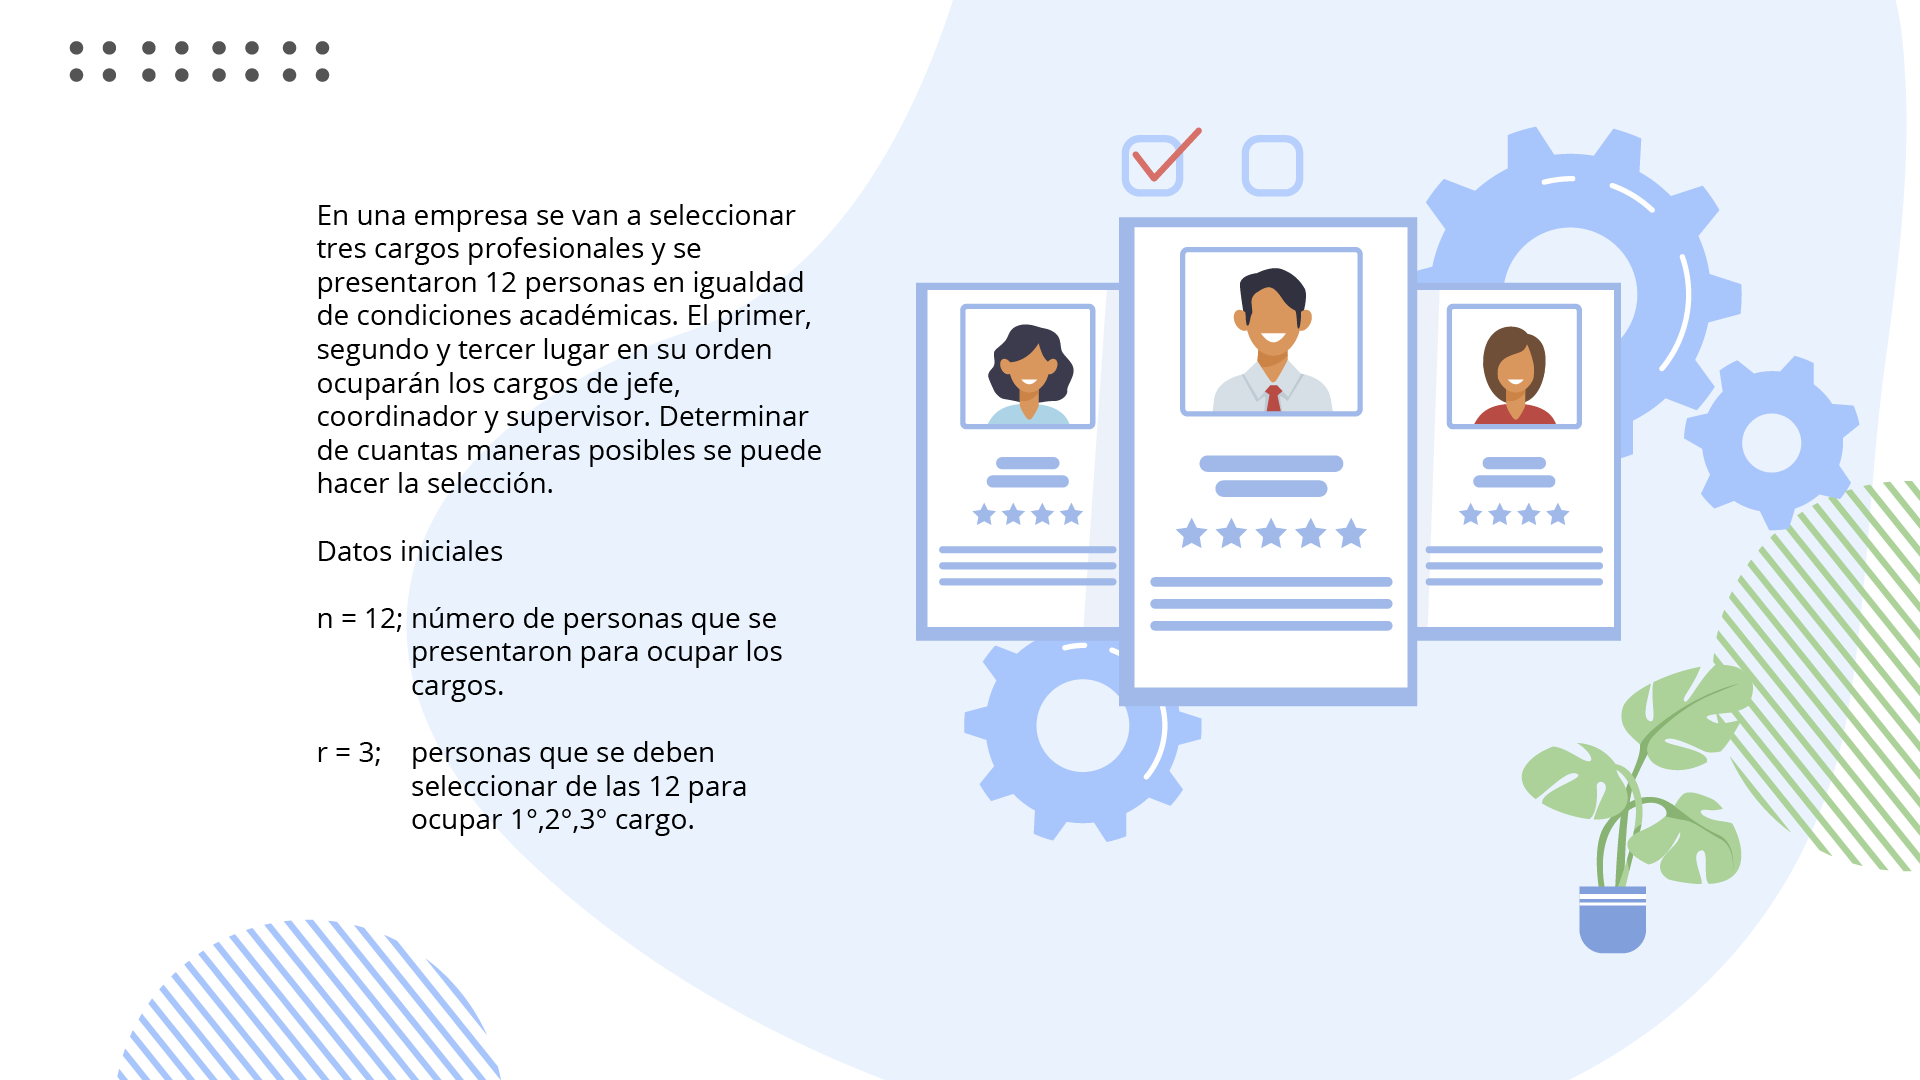 En una empresa se van a seleccionar
tres cargos profesionales y se
presentaron 12 personas en igualdad
de condiciones académicas. El primer,
segundo y tercer lugar en su orden
ocuparán los cargos de jefe,
coordinador y supervisor. Determinar
de cuantas maneras posibles se puede
hacer la selección.
Datos iniciales
n = 12; número de personas que se
presentaron para ocupar los
cargos.
r = 3; personas que se deben
seleccionar de las 12 para
ocupar 1°,2°,3° cargo.